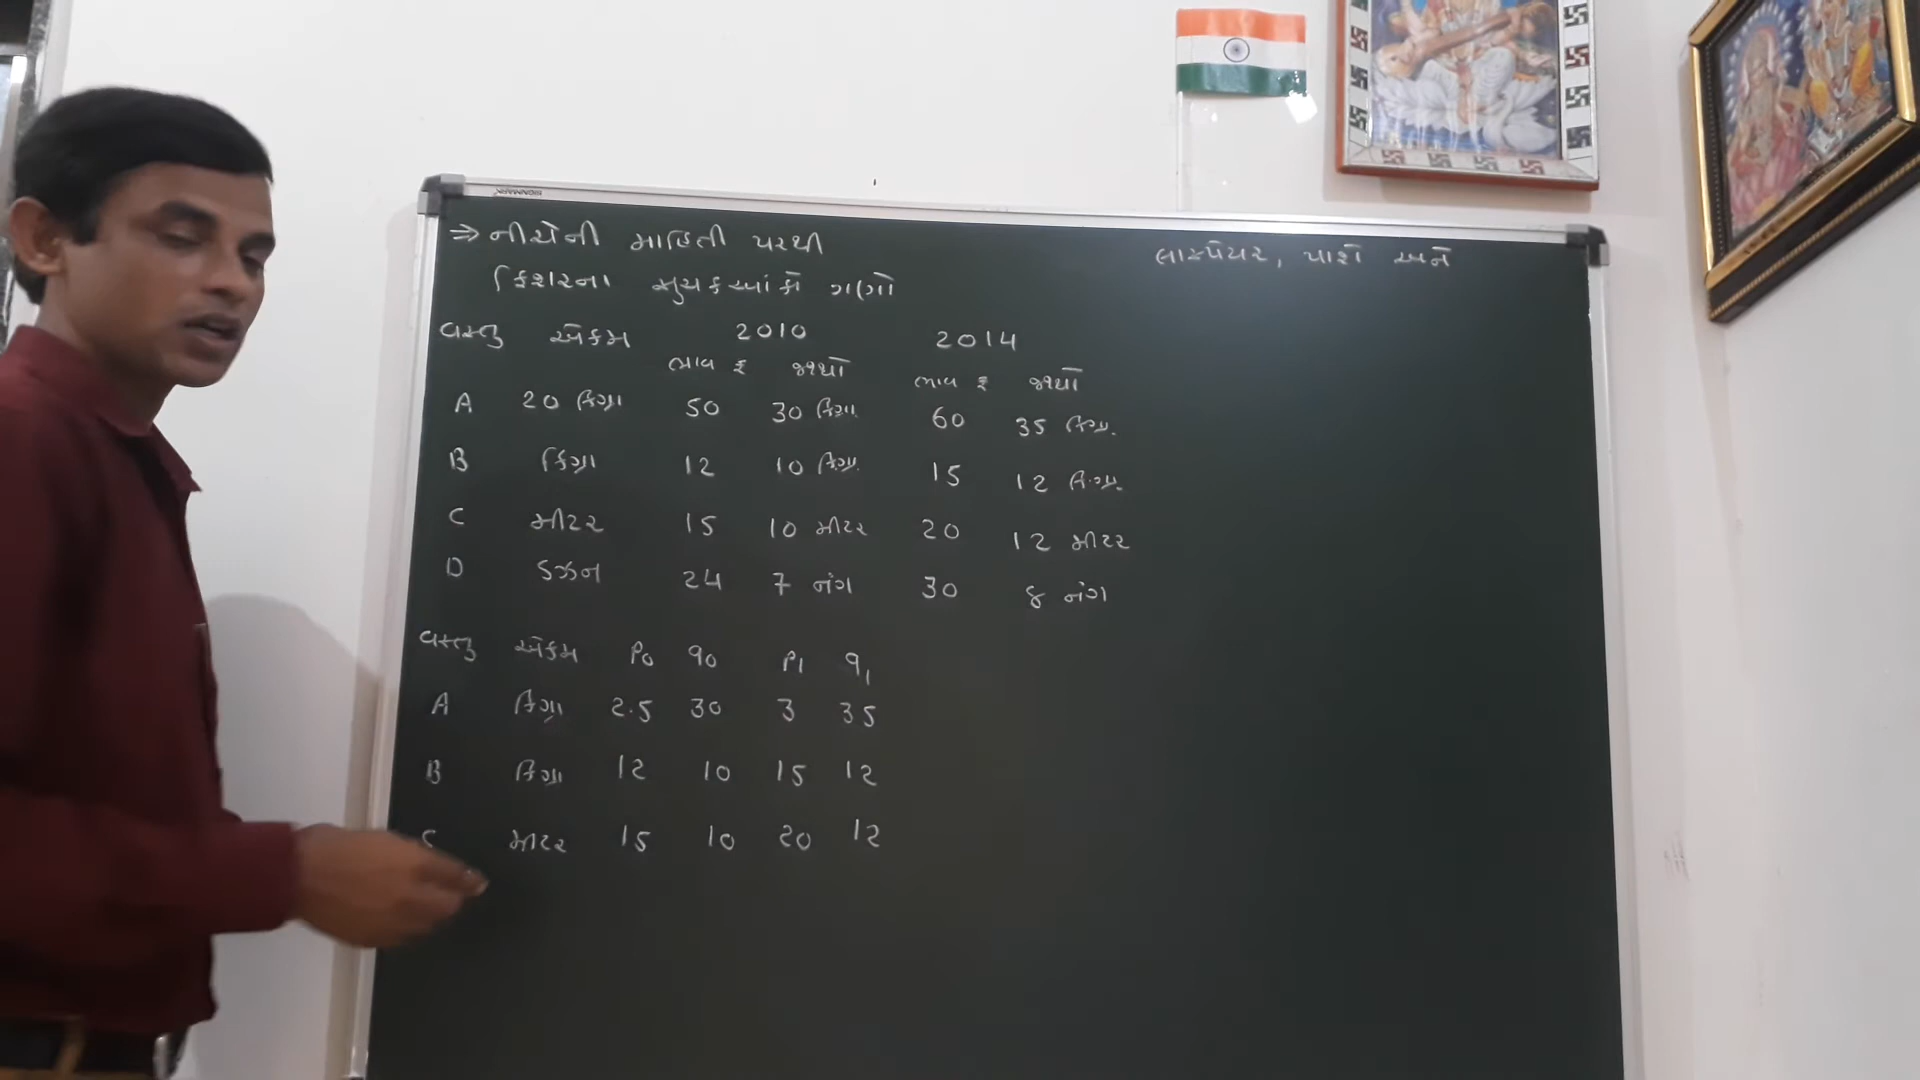 ⇒ નીચેની માહિતી પરથી લાસ્પેયર, પાશે અને
ફિશરના સુચકઆંકો ગણો
વસ્તુ એકમ 2010 2014
ભાવ ₹ જથ્થો ભાવ ₹ જથ્થો
A 20 કિગ્રા 50 30 કિગ્રા. 60 35 કિગ્રા.
B કિગ્રા 12 10 કિગ્રા. 15 12 કિગ્રા.
C મીટર 15 10 મીટર 20 12 મીટર
D ડઝન 24 7 નંગ 30 8 નંગ
વસ્તુ એકમ P0 q0 P1 q1
A કિગ્રા 2.5 30 3 35
B કિગ્રા 12 10 15 12
C મીટર 15 10 20 12